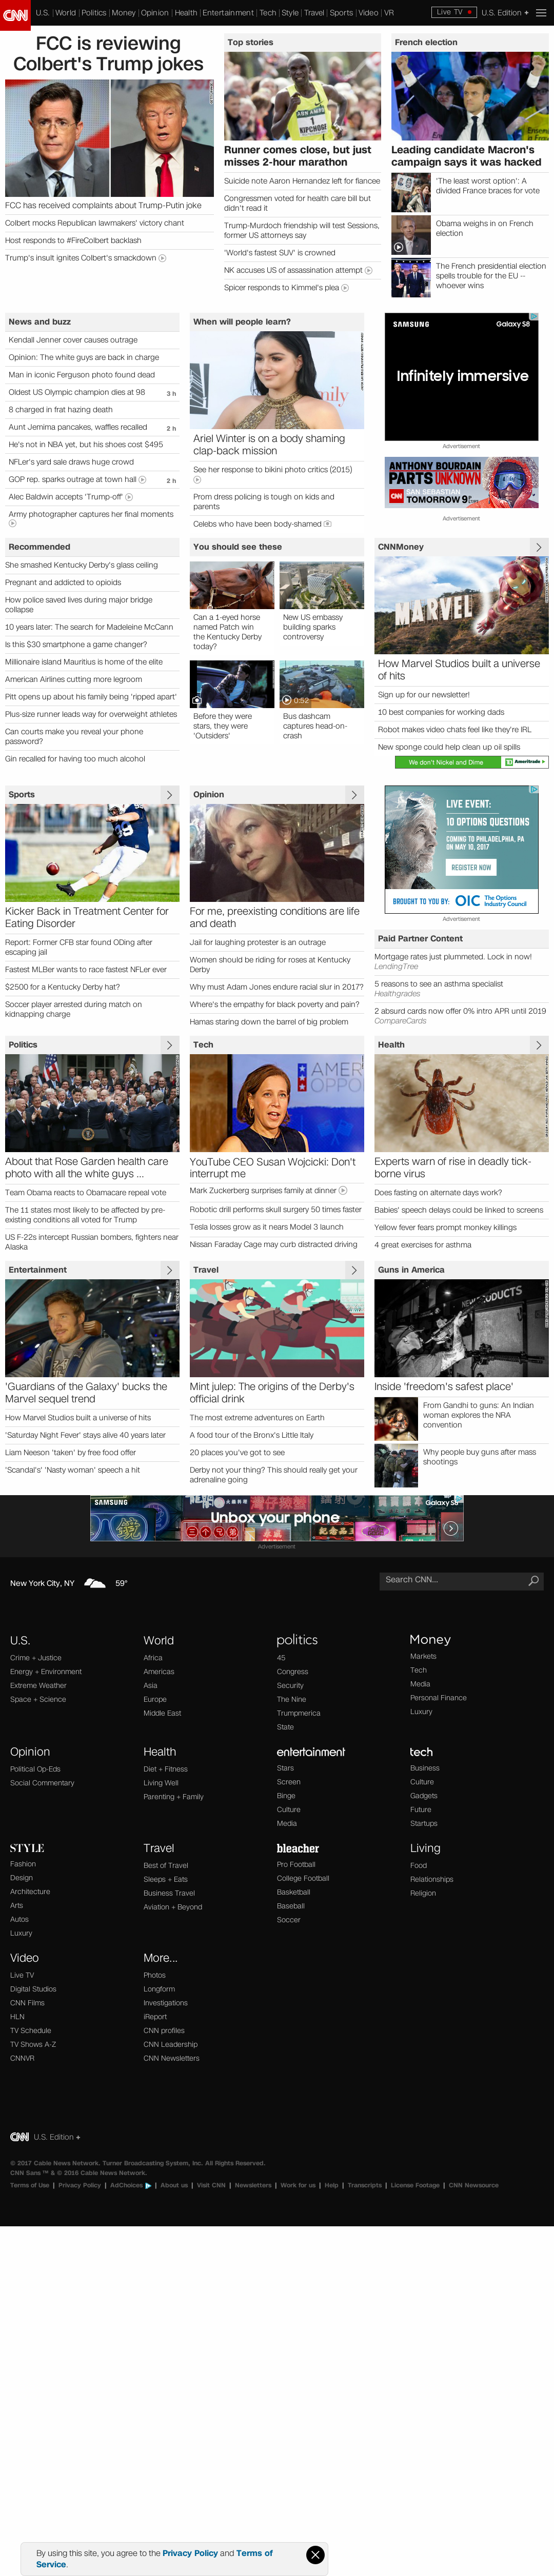 CNN
U.S. | World | Politics | Money | Opinion | Health | Entertainment | Tech | Style | Travel | Sports | Video | VR
Live TV
U.S. Edition +
FCC is reviewing
Colbert's Trump jokes
FCC has received complaints about Trump-Putin joke
Colbert mocks Republican lawmakers' victory chant
Host responds to #FireColbert backlash
Trump's insult ignites Colbert's smackdown
Top stories
Runner comes close, but just
misses 2-hour marathon
Suicide note Aaron Hernandez left for fiancee
Congressmen voted for health care bill but
didn't read it
Trump-Murdoch friendship will test Sessions,
former US attorneys say
'World's fastest SUV' is crowned
NK accuses US of assassination attempt
Spicer responds to Kimmel's plea
French election
Leading candidate Macron's
campaign says it was hacked
'The least worst option': A
divided France braces for vote
Obama weighs in on French
election
The French presidential election
spells trouble for the EU --
whoever wins
News and buzz
Kendall Jenner cover causes outrage
Opinion: The white guys are back in charge
Man in iconic Ferguson photo found dead
Oldest US Olympic champion dies at 98 3 h
8 charged in frat hazing death
Aunt Jemima pancakes, waffles recalled 2 h
He's not in NBA yet, but his shoes cost $495
NFLer's yard sale draws huge crowd
GOP rep. sparks outrage at town hall 2 h
Alec Baldwin accepts 'Trump-off'
Army photographer captures her final moments
When will people learn?
Ariel Winter is on a body shaming
clap-back mission
See her response to bikini photo critics (2015)
Prom dress policing is tough on kids and
parents
Celebs who have been body-shamed
SAMSUNG
Galaxy S8
Infinitely immersive
Advertisement
ANTHONY BOURDAIN
PARTS UNKNOWN
CNN
SAN SEBASTIAN
TOMORROW 9
Advertisement
Recommended
She smashed Kentucky Derby's glass ceiling
Pregnant and addicted to opioids
How police saved lives during major bridge
collapse
10 years later: The search for Madeleine McCann
Is this $30 smartphone a game changer?
Millionaire island Mauritius is home of the elite
American Airlines cutting more legroom
Pitt opens up about his family being 'ripped apart'
Plus-size runner leads way for overweight athletes
Can courts make you reveal your phone
password?
Gin recalled for having too much alcohol
You should see these
Can a 1-eyed horse
named Patch win
the Kentucky Derby
today?
New US embassy
building sparks
controversy
0:52
Before they were
stars, they were
'Outsiders'
Bus dashcam
captures head-on-
crash
CNNMoney
MARVEL
How Marvel Studios built a universe
of hits
Sign up for our newsletter!
10 best companies for working dads
Robot makes video chats feel like they're IRL
New sponge could help clean up oil spills
We don't Nickel and Dime
TD Ameritrade
Sports
Kicker Back in Treatment Center for
Eating Disorder
Report: Former CFB star found ODing after
escaping jail
Fastest MLBer wants to race fastest NFLer ever
$2500 for a Kentucky Derby hat?
Soccer player arrested during match on
kidnapping charge
Opinion
For me, preexisting conditions are life
and death
Jail for laughing protester is an outrage
Women should be riding for roses at Kentucky
Derby
Why must Adam Jones endure racial slur in 2017?
Where's the empathy for black poverty and pain?
Hamas staring down the barrel of big problem
LIVE EVENT:
10 OPTIONS QUESTIONS
COMING TO PHILADELPHIA, PA
ON MAY 10, 2017
REGISTER NOW
BROUGHT TO YOU BY: OIC The Options
Industry Council
Advertisement
Paid Partner Content
Mortgage rates just plummeted. Lock in now!
LendingTree
5 reasons to see an asthma specialist
Healthgrades
2 absurd cards now offer 0% intro APR until 2019
CompareCards
Politics
About that Rose Garden health care
photo with all the white guys ...
Team Obama reacts to Obamacare repeal vote
The 11 states most likely to be affected by pre-
existing conditions all voted for Trump
US F-22s intercept Russian bombers, fighters near
Alaska
Tech
YouTube CEO Susan Wojcicki: Don't
interrupt me
Mark Zuckerberg surprises family at dinner
Robotic drill performs skull surgery 50 times faster
Tesla losses grow as it nears Model 3 launch
Nissan Faraday Cage may curb distracted driving
Health
Experts warn of rise in deadly tick-
borne virus
Does fasting on alternate days work?
Babies' speech delays could be linked to screens
Yellow fever fears prompt monkey killings
4 great exercises for asthma
Entertainment
'Guardians of the Galaxy' bucks the
Marvel sequel trend
How Marvel Studios built a universe of hits
'Saturday Night Fever' stays alive 40 years later
Liam Neeson 'taken' by free food offer
'Scandal's' 'Nasty woman' speech a hit
Travel
Mint julep: The origins of the Derby's
official drink
The most extreme adventures on Earth
A food tour of the Bronx's Little Italy
20 places you've got to see
Derby not your thing? This should really get your
adrenaline going
Guns in America
Inside 'freedom's safest place'
From Gandhi to guns: An Indian
woman explores the NRA
convention
Why people buy guns after mass
shootings
SAMSUNG
Unbox your phone
Galaxy S8
Advertisement
New York City, NY 59°
Search CNN...
U.S.
Crime + Justice
Energy + Environment
Extreme Weather
Space + Science
World
Africa
Americas
Asia
Europe
Middle East
politics
45
Congress
Security
The Nine
Trumpmerica
State
Money
Markets
Tech
Media
Personal Finance
Luxury
Opinion
Political Op-Eds
Social Commentary
Health
Diet + Fitness
Living Well
Parenting + Family
entertainment
Stars
Screen
Binge
Culture
Media
tech
Business
Culture
Gadgets
Future
Startups
STYLE
Fashion
Design
Architecture
Arts
Autos
Luxury
Travel
Best of Travel
Sleeps + Eats
Business Travel
Aviation + Beyond
bleacher
Pro Football
College Football
Basketball
Baseball
Soccer
Living
Food
Relationships
Religion
Video
Live TV
Digital Studios
CNN Films
HLN
TV Schedule
TV Shows A-Z
CNNVR
More...
Photos
Longform
Investigations
iReport
CNN profiles
CNN Leadership
CNN Newsletters
CNN U.S. Edition +
© 2017 Cable News Network. Turner Broadcasting System, Inc. All Rights Reserved.
CNN Sans ™ & © 2016 Cable News Network.
Terms of Use | Privacy Policy | AdChoices | About us | Visit CNN | Newsletters | Work for us | Help | Transcripts | License Footage | CNN Newsource
By using this site, you agree to the Privacy Policy and Terms of
Service.